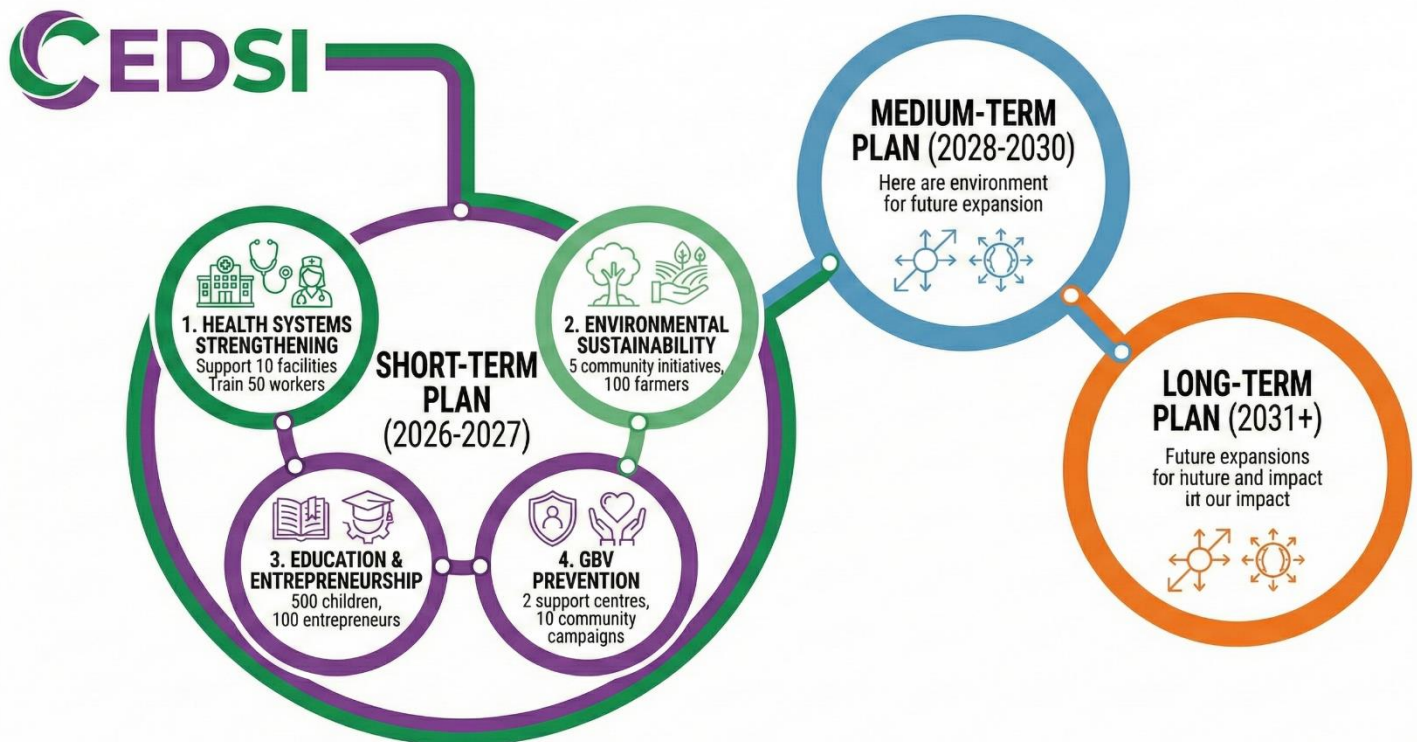 CEDSI
1. HEALTH SYSTEMS
STRENGTHENING
Support 10 facilities
Train 50 workers
2. ENVIRONMENTAL
SUSTAINABILITY
5 community initiatives,
100 farmers
SHORT-TERM
PLAN
(2026-2027)
3. EDUCATION &
ENTREPRENEURSHIP
500 children,
100 entrepreneurs
4. GBV
PREVENTION
2 support centres,
10 community
campaigns
MEDIUM-TERM
PLAN (2028-2030)
Here are environment
for future expansion
LONG-TERM
PLAN (2031+)
Future expansions
for huture and impact
int our impact